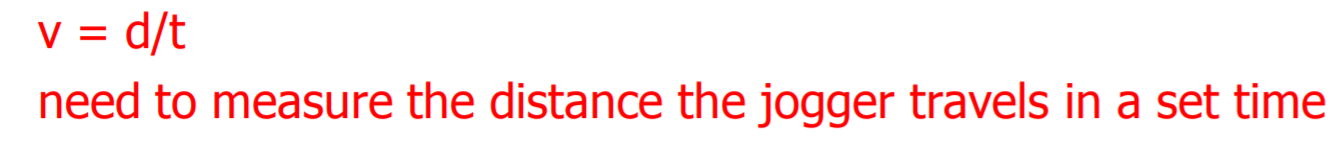 v = d/t
need to measure the distance the jogger travels in a set time